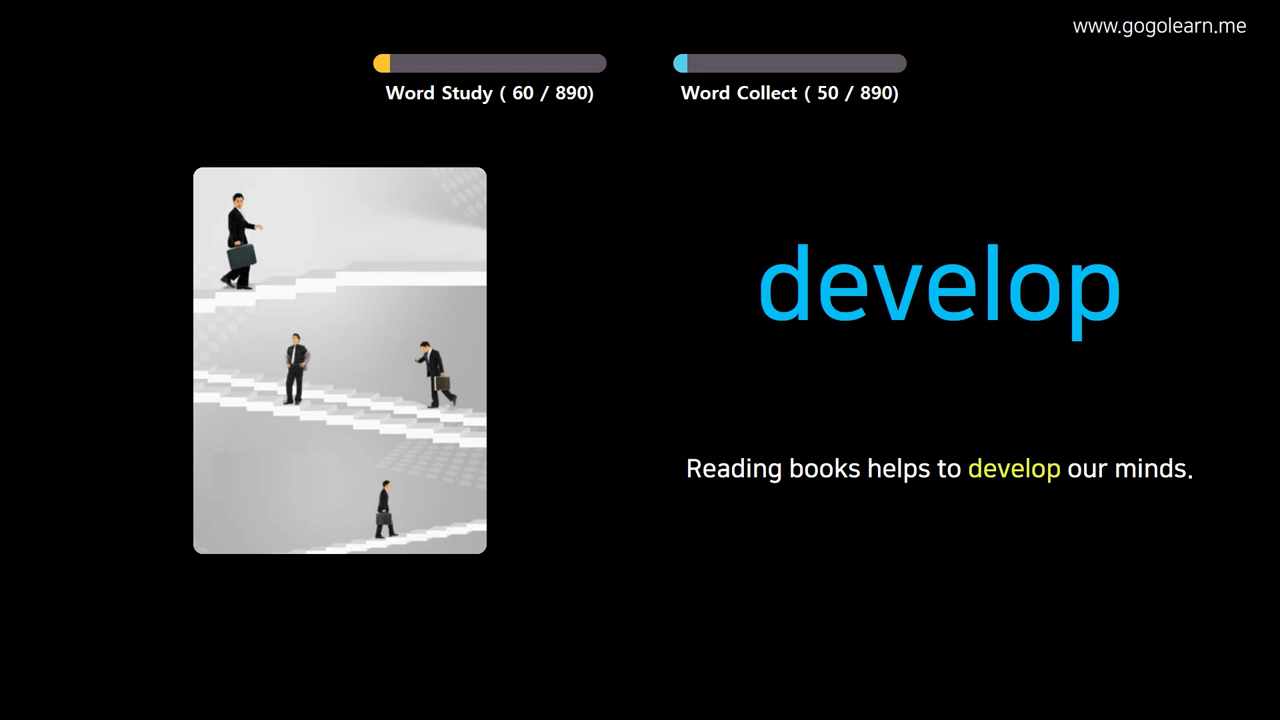 www.gogolearn.me
Word Study ( 60 / 890)
Word Collect ( 50 / 890)
develop
Reading books helps to develop our minds.